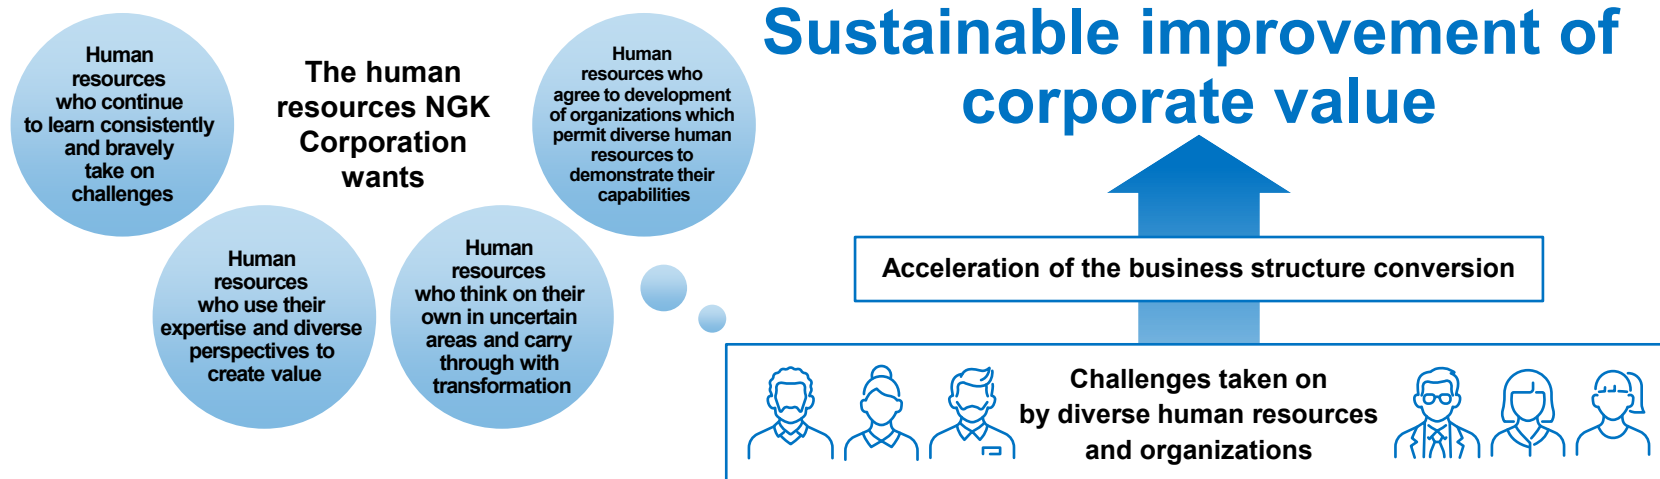 Human
resources
who continue
to learn consistently
and bravely
take on
challenges
The human
resources NGK
Corporation
wants
Human
resources who
agree to development
of organizations which
permit diverse human
resources to
demonstrate their
capabilities
Human
resources
who use their
expertise and diverse
perspectives to
create value
Human
resources
who think on their
own in uncertain
areas and carry
through with
transformation
Sustainable improvement of
corporate value
Acceleration of the business structure conversion
Challenges taken on
by diverse human resources
and organizations